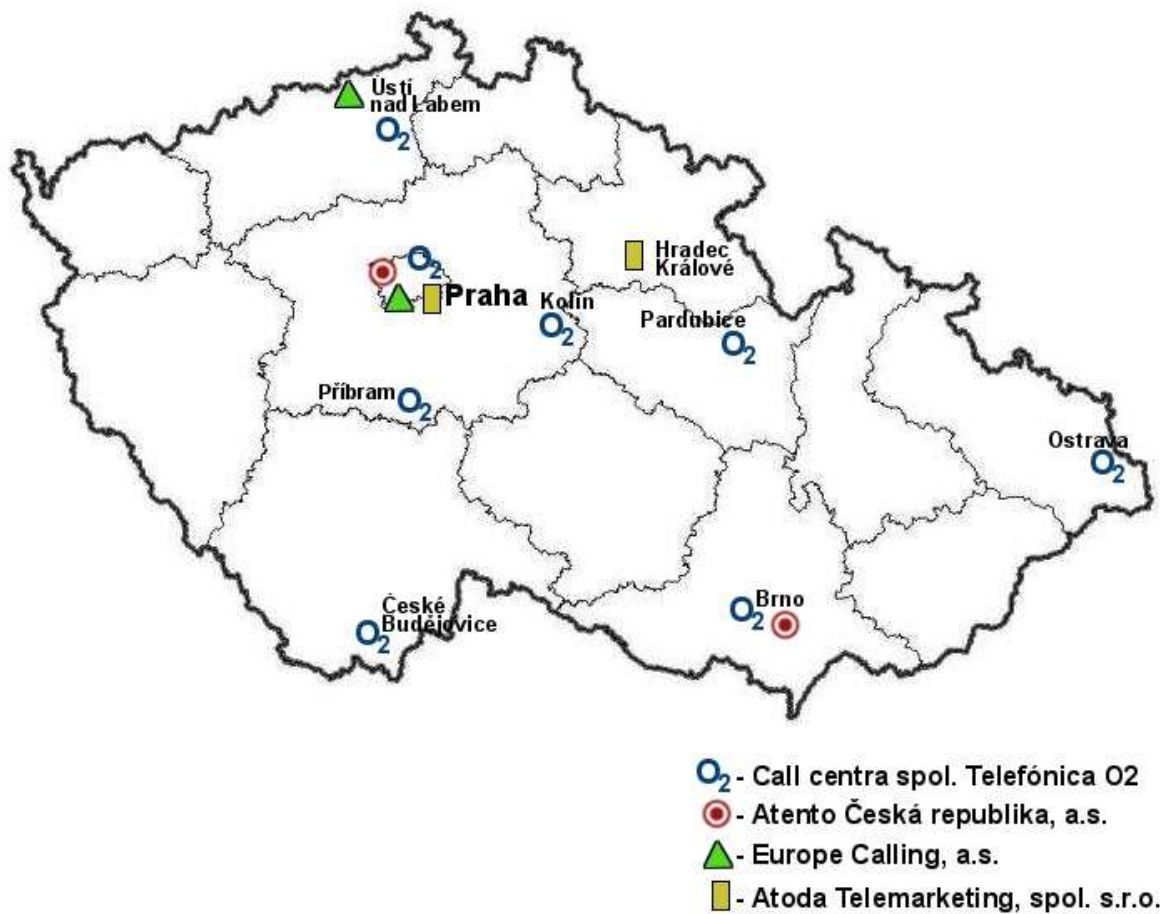 Ústí
nad Labem
O2
O2
Hradec
Králové
Praha
Kolín
O2
Pardubice
O2
Příbram
O2
Ostrava
O2
České
Budějovice
O2
Brno
O2
O2 - Call centra spol. Telefónica O2
- Atento Česká republika, a.s.
- Europe Calling, a.s.
- Atoda Telemarketing, spol. s.r.o.